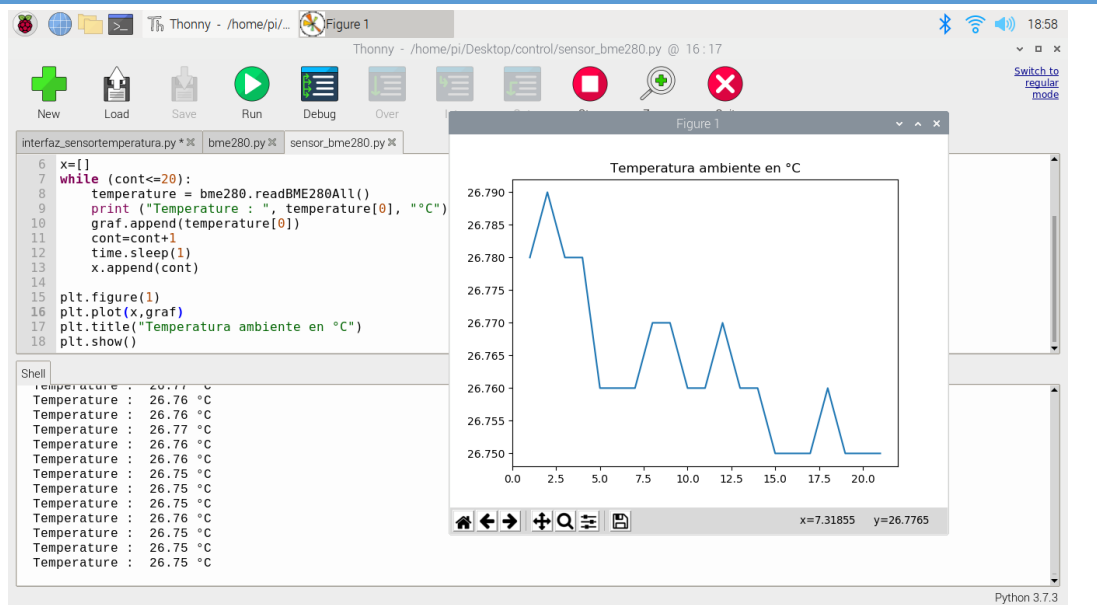 Thonny - /home/pi/...
Figure 1
18:58
Thonny - /home/pi/Desktop/control/sensor_bme280.py @ 16 : 17
New
Load
Save
Run
Debug
Over
Switch to
regular
mode
interfaz_sensortemperatura.py *
bme280.py
sensor_bme280.py
6 x=[]
7 while (cont<=20):
8     temperature = bme280.readBME280All()
9     print ("Temperature : ", temperature[0], "°C")
10     graf.append(temperature[0])
11     cont=cont+1
12     time.sleep(1)
13     x.append(cont)
14
15 plt.figure(1)
16 plt.plot(x,graf)
17 plt.title("Temperatura ambiente en °C")
18 plt.show()
Shell
Temperature :  26.77 °C
Temperature :  26.76 °C
Temperature :  26.76 °C
Temperature :  26.77 °C
Temperature :  26.76 °C
Temperature :  26.76 °C
Temperature :  26.75 °C
Temperature :  26.75 °C
Temperature :  26.75 °C
Temperature :  26.76 °C
Temperature :  26.75 °C
Temperature :  26.75 °C
Temperature :  26.75 °C
Figure 1
Temperatura ambiente en °C
26.790
26.785
26.780
26.775
26.770
26.765
26.760
26.755
26.750
0.0 2.5 5.0 7.5 10.0 12.5 15.0 17.5 20.0
x=7.31855 y=26.7765
Python 3.7.3